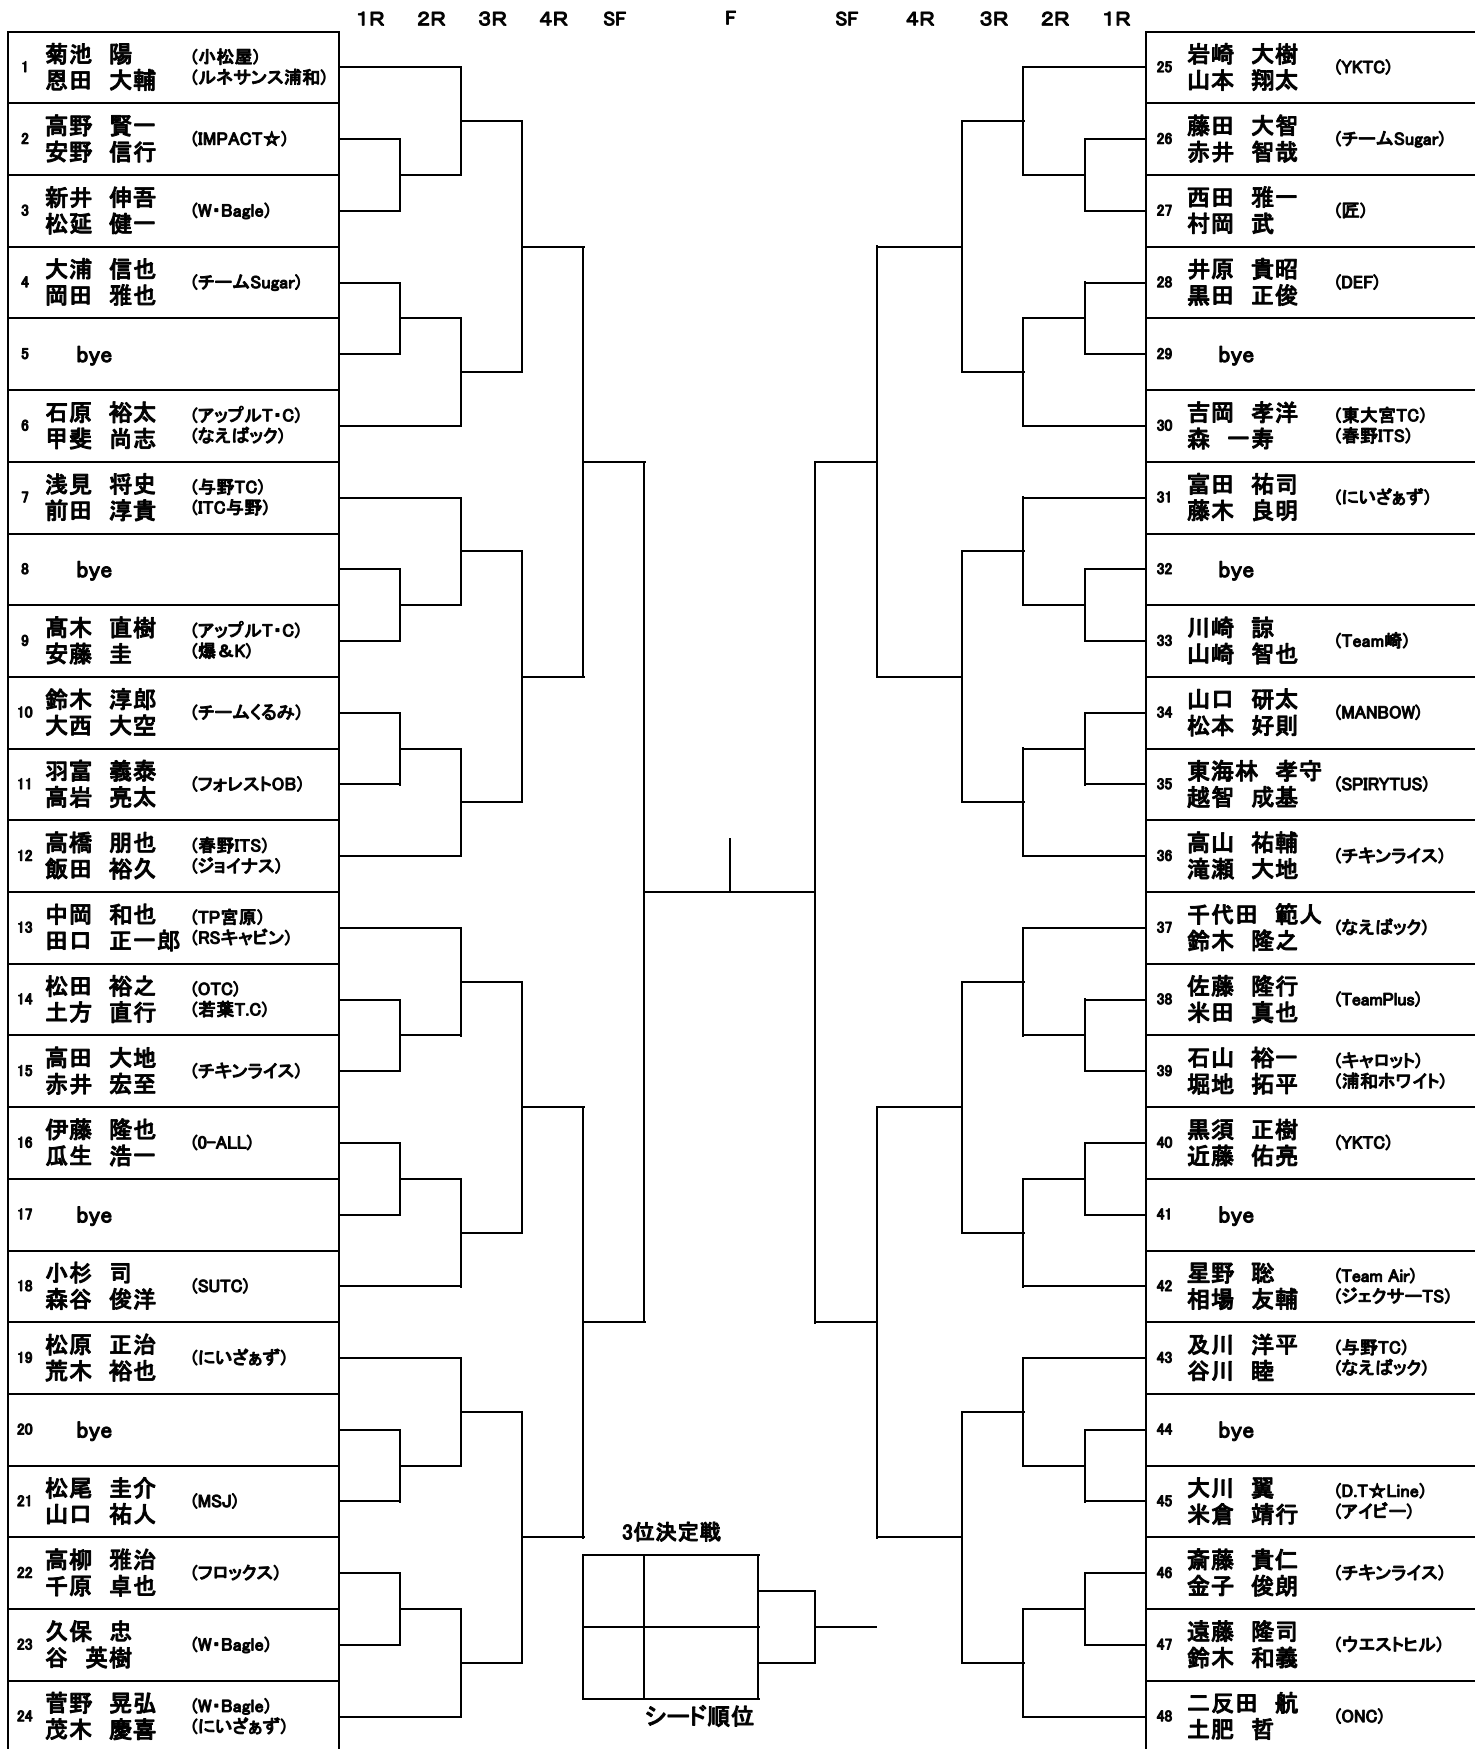 1R 2R 3R 4R SF F SF 4R 3R 2R 1R
1 菊池 陽 (小松屋)
恩田 大輔 (ルネサンス浦和)
2 高野 賢一 (IMPACT☆)
安野 信行
3 新井 伸吾 (W・Bagle)
松延 健一
4 大浦 信也 (チームSugar)
岡田 雅也
5 bye
6 石原 裕太 (アップルT・C)
甲斐 尚志 (なえばック)
7 浅見 将史 (与野TC)
前田 淳貴 (ITC与野)
8 bye
9 髙木 直樹 (アップルT・C)
安藤 圭 (爆&K)
10 鈴木 淳郎 (チームくるみ)
大西 大空
11 羽富 義泰 (フォレストOB)
高岩 亮太
12 高橋 朋也 (春野ITS)
飯田 裕久 (ジョイナス)
13 中岡 和也 (TP宮原)
田口 正一郎 (RSキャビン)
14 松田 裕之 (OTC)
土方 直行 (若葉T.C)
15 高田 大地 (チキンライス)
赤井 宏至
16 伊藤 隆也 (0-ALL)
瓜生 浩一
17 bye
18 小杉 司 (SUTC)
森谷 俊洋
19 松原 正治 (にいざぁず)
荒木 裕也
20 bye
21 松尾 圭介 (MSJ)
山口 祐人
22 高柳 雅治 (フロックス)
千原 卓也
23 久保 忠 (W・Bagle)
谷 英樹
24 菅野 晃弘 (W・Bagle)
茂木 慶喜 (にいざぁず)
3位決定戦
シード順位
25 岩崎 大樹 (YKTC)
山本 翔太
26 藤田 大智 (チームSugar)
赤井 智哉
27 西田 雅一 (匠)
村岡 武
28 井原 貴昭 (DEF)
黒田 正俊
29 bye
30 吉岡 孝洋 (東大宮TC)
森 一寿 (春野ITS)
31 富田 祐司 (にいざぁず)
藤木 良明
32 bye
33 川崎 諒 (Team崎)
山崎 智也
34 山口 研太 (MANBOW)
松本 好則
35 東海林 孝守 (SPIRYTUS)
越智 成基
36 高山 祐輔 (チキンライス)
滝瀬 大地
37 千代田 範人 (なえばック)
鈴木 隆之
38 佐藤 隆行 (TeamPlus)
米田 真也
39 石山 裕一 (キャロット)
堀地 拓平 (浦和ホワイト)
40 黒須 正樹 (YKTC)
近藤 佑亮
41 bye
42 星野 聡 (Team Air)
相場 友輔 (ジェクサーTS)
43 及川 洋平 (与野TC)
谷川 睦 (なえばック)
44 bye
45 大川 翼 (D.T☆Line)
米倉 靖行 (アイビー)
46 斎藤 貴仁 (チキンライス)
金子 俊朗
47 遠藤 隆司 (ウエストヒル)
鈴木 和義
48 二反田 航 (ONC)
土肥 哲